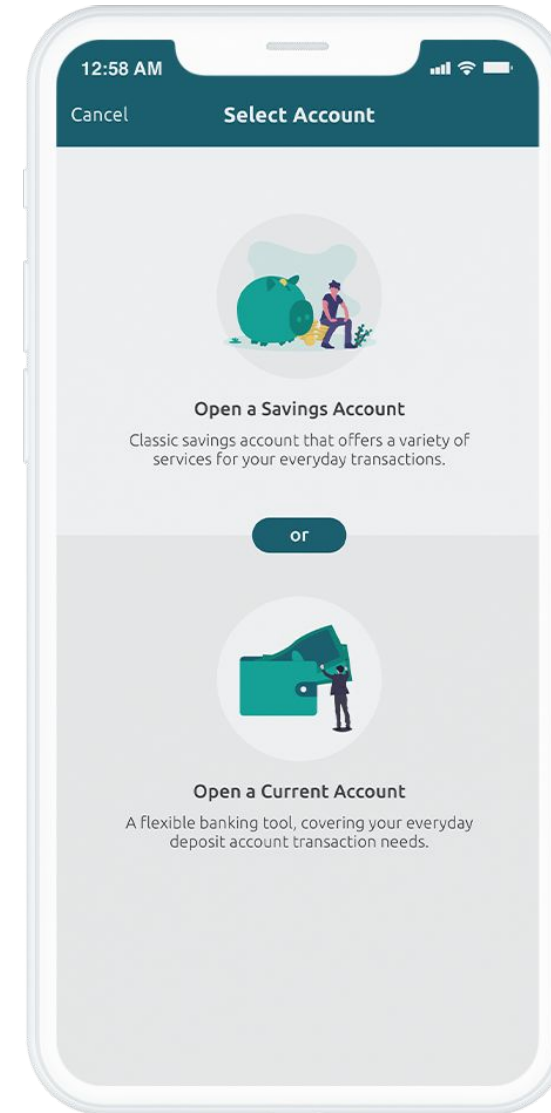 12:58 AM
Cancel
Select Account
Open a Savings Account
Classic savings account that offers a variety of
services for your everyday transactions.
or
Open a Current Account
A flexible banking tool, covering your everyday
deposit account transaction needs.